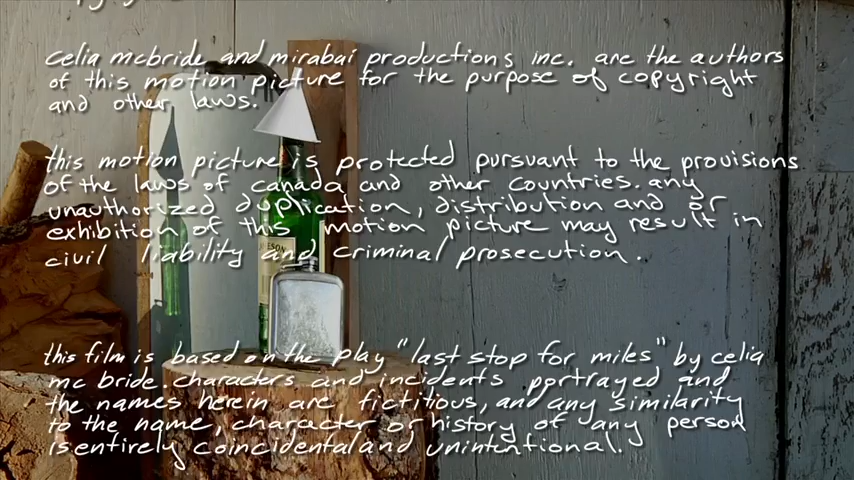 celia mcbride and mirabai productions inc. are the authors
of this motion picture for the purpose of copyright
and other laws.
this motion picture is protected pursuant to the provisions
of the laws of canada and other countries. any
unauthorized duplication, distribution and or
exhibition of this motion picture may result in
civil liability and criminal prosecution.
this film is based on the play "last stop for miles" by celia
mc bride. characters and incidents portrayed and
the names herein are fictitious, and any similarity
to the name, character or history of any person
is entirely coincidental and unintentional.